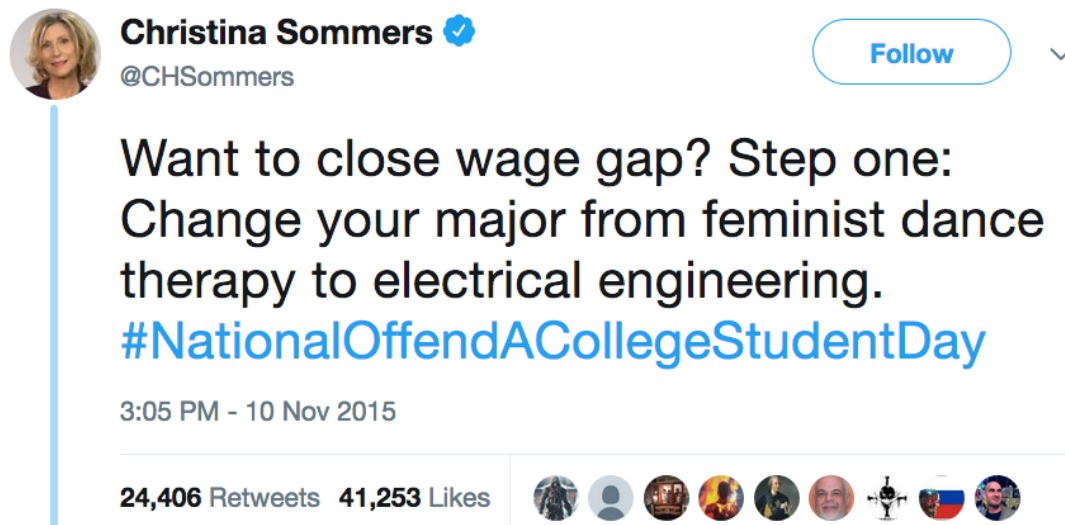 Christina Sommers
@CHSommers
Follow
Want to close wage gap? Step one:
Change your major from feminist dance
therapy to electrical engineering.
#NationalOffendACollegeStudentDay
3:05 PM - 10 Nov 2015
24,406 Retweets 41,253 Likes